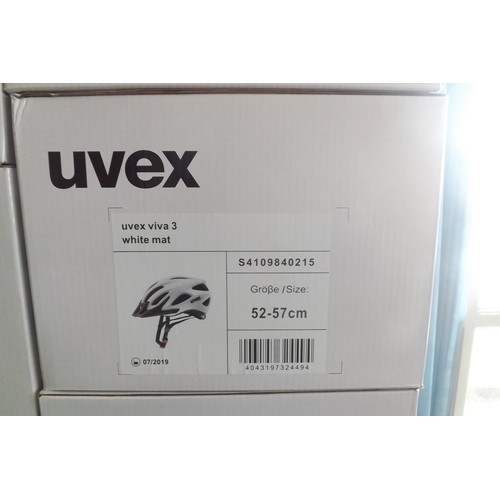 uvex
uvex viva 3
white mat
S4109840215
Größe /Size:
52-57cm
07/2019
4043197324494